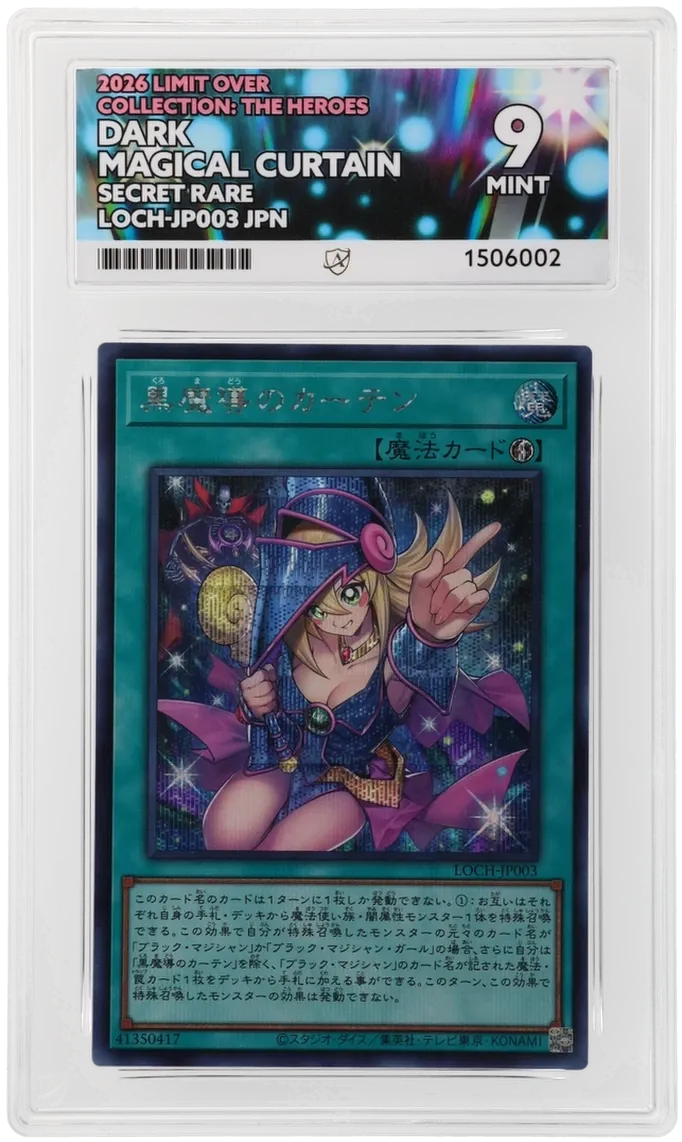 2026 LIMIT OVER
COLLECTION: THE HEROES
DARK
MAGICAL CURTAIN
SECRET RARE
LOCH-JP003 JPN
9
MINT
1506002
黒魔導のカーテン
魔
【魔法カード】
LOCH-JP003
このカード名のカードは1ターンに1枚しか発動できない。①：お互いはそれ
ぞれ自身の手札・デッキから魔法使い族・闇属性モンスター1体を特殊召喚
できる。この効果で自分が特殊召喚したモンスターの元々のカード名が
「ブラック・マジシャン」か「ブラック・マジシャン・ガール」の場合、さらに自分は
「黒魔導のカーテン」を除く、「ブラック・マジシャン」のカード名が記された魔法・
罠カード1枚をデッキから手札に加える事ができる。このターン、この効果で
特殊召喚したモンスターの効果は発動できない。
41350417
©スタジオ・ダイス／集英社・テレビ東京・KONAMI